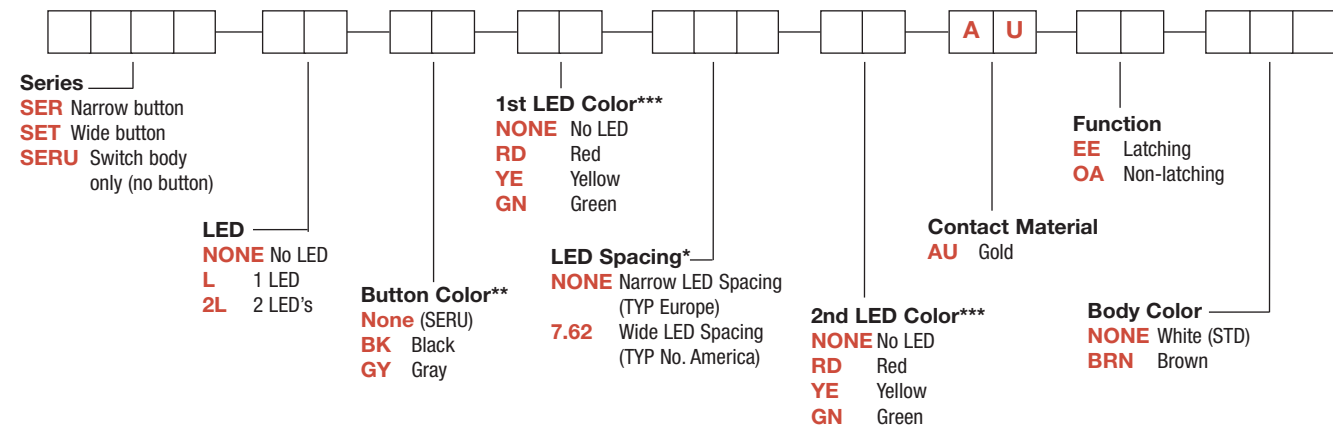 A U
Series
SER Narrow button
SET Wide button
SERU Switch body
only (no button)
LED
NONE No LED
L 1 LED
2L 2 LED's
Button Color**
None (SERU)
BK Black
GY Gray
1st LED Color***
NONE No LED
RD Red
YE Yellow
GN Green
LED Spacing*
NONE Narrow LED Spacing
(TYP Europe)
7.62 Wide LED Spacing
(TYP No. America)
2nd LED Color***
NONE No LED
RD Red
YE Yellow
GN Green
Contact Material
AU Gold
Function
EE Latching
OA Non-latching
Body Color
NONE White (STD)
BRN Brown